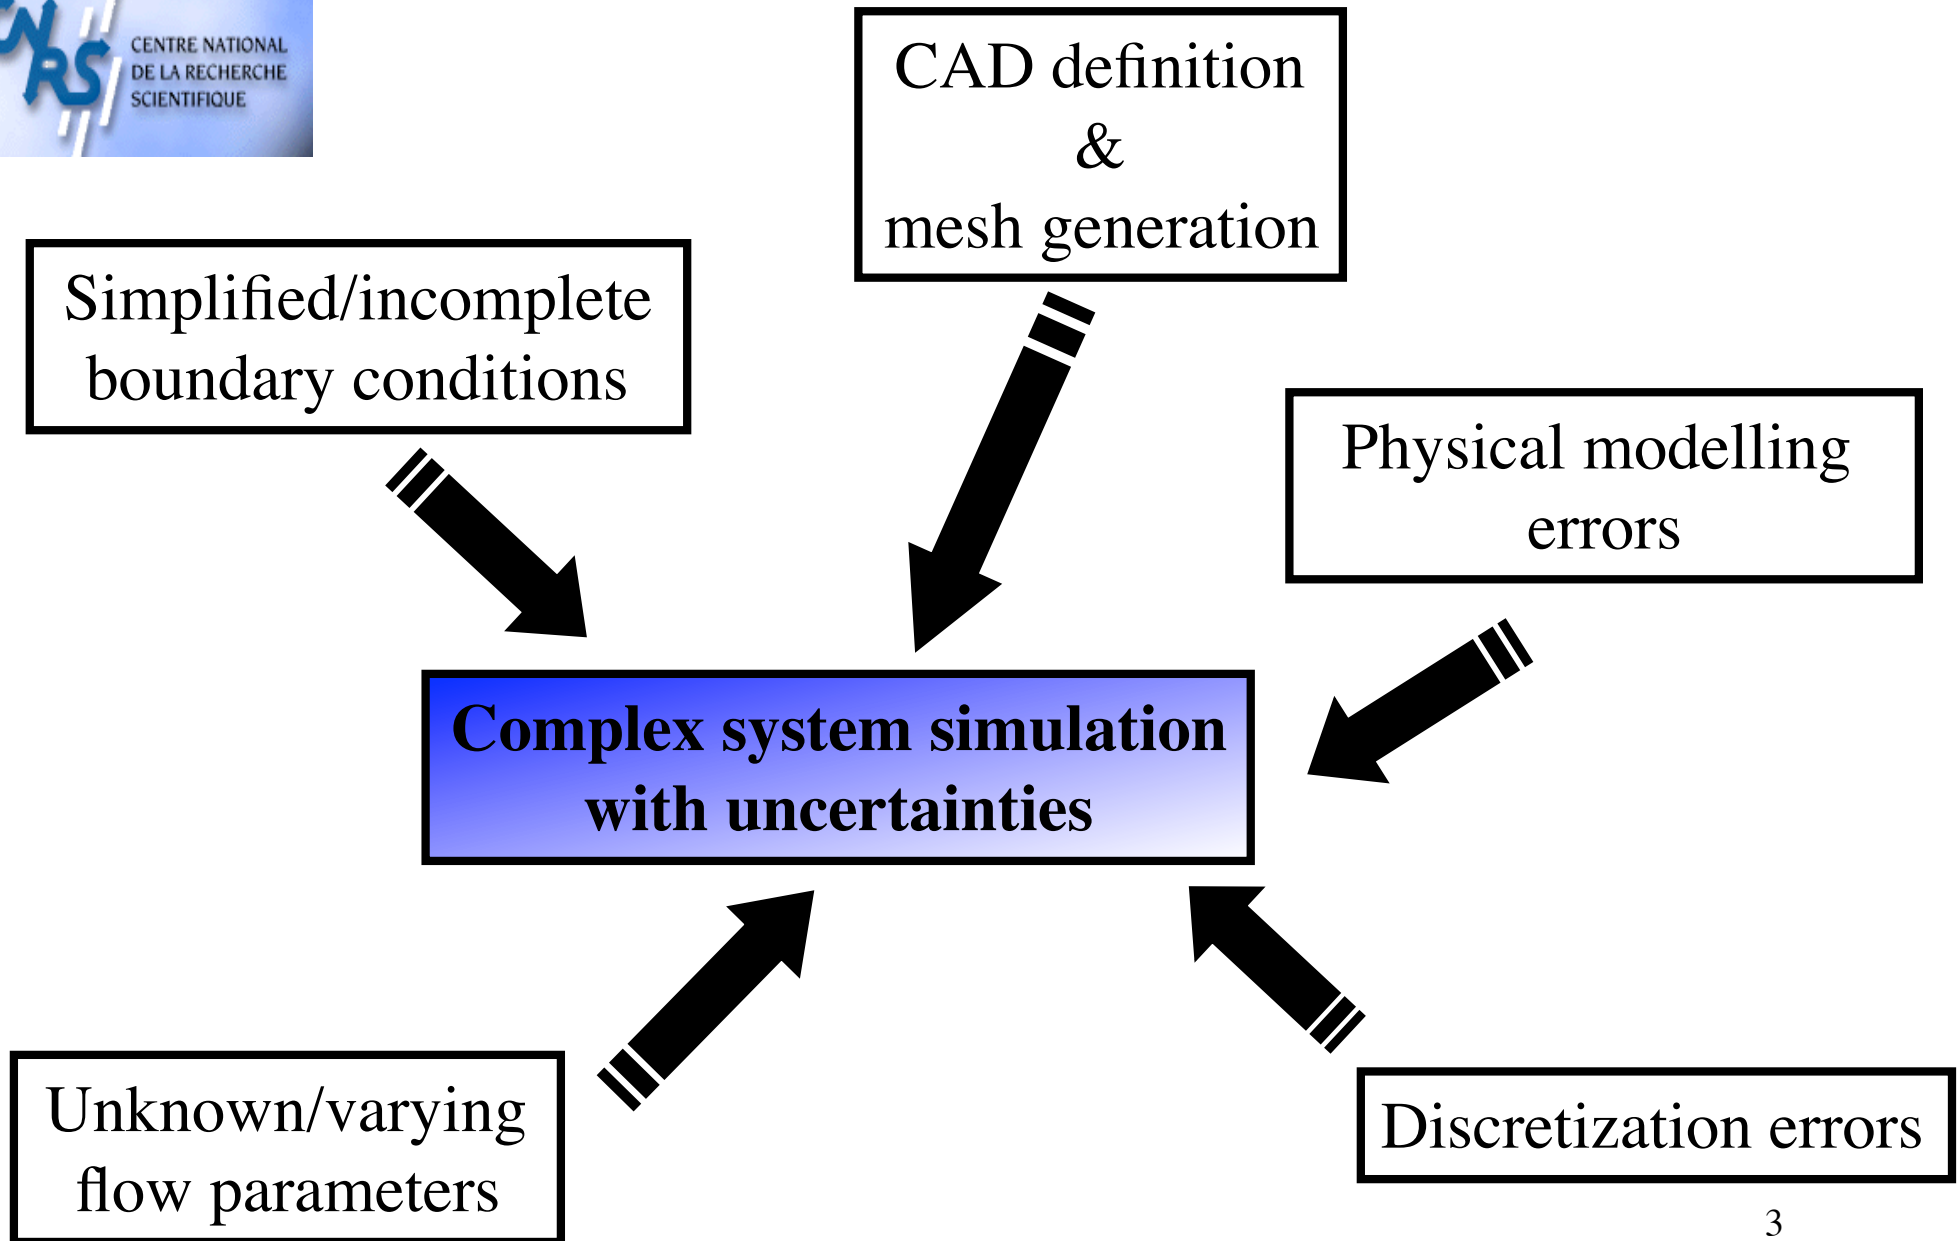 CNRS
CENTRE NATIONAL
DE LA RECHERCHE
SCIENTIFIQUE
CAD definition
&
mesh generation
Simplified/incomplete
boundary conditions
Physical modelling
errors
Complex system simulation
with uncertainties
Unknown/varying
flow parameters
Discretization errors
3